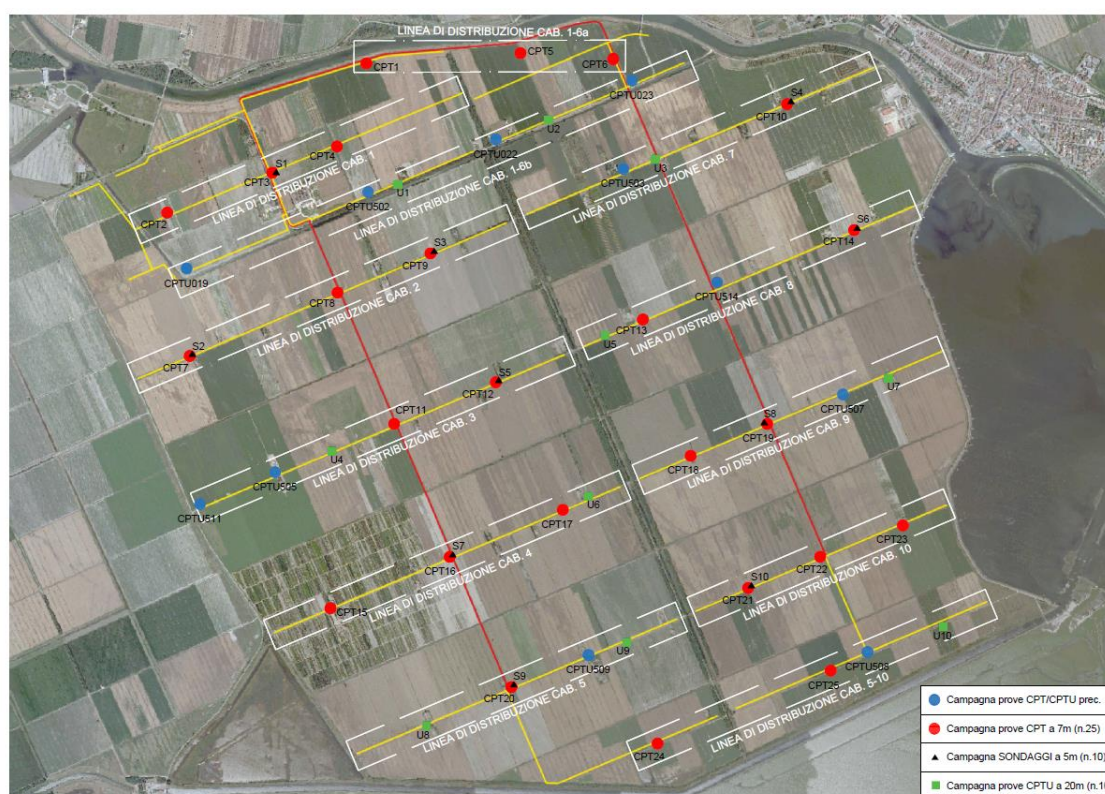 LINEA DI DISTRIBUZIONE CAB. 1-6a
CPT1
CPT5
CPT6
CPTU023
S4
CPT10
U2
CPTU022
CPT4
S1
CPT3
LINEA DI DISTRIBUZIONE CAB. 1
U3
CPTU503
LINEA DI DISTRIBUZIONE CAB. 7
U1
CPTU502
LINEA DI DISTRIBUZIONE CAB. 1-6b
CPT2
CPTU019
S3
CPT9
S6
CPT14
CPT8
LINEA DI DISTRIBUZIONE CAB. 2
CPTU514
LINEA DI DISTRIBUZIONE CAB. 8
CPT13
U5
S2
CPT7
S5
CPT12
U7
CPTU507
CPT11
LINEA DI DISTRIBUZIONE CAB. 3
S8
CPT19
LINEA DI DISTRIBUZIONE CAB. 9
U4
CPTU505
CPT18
CPTU511
U6
CPT17
CPT23
S7
CPT16
LINEA DI DISTRIBUZIONE CAB. 4
CPT22
LINEA DI DISTRIBUZIONE CAB. 10
S10
CPT21
CPT15
U10
U9
CPTU509
CPTU508
S9
CPT20
LINEA DI DISTRIBUZIONE CAB. 5
CPT25
LINEA DI DISTRIBUZIONE CAB. 5-10
U8
CPT24
Campagna prove CPT/CPTU prec.
Campagna prove CPT a 7m (n.25)
Campagna SONDAGGI a 5m (n.10)
Campagna prove CPTU a 20m